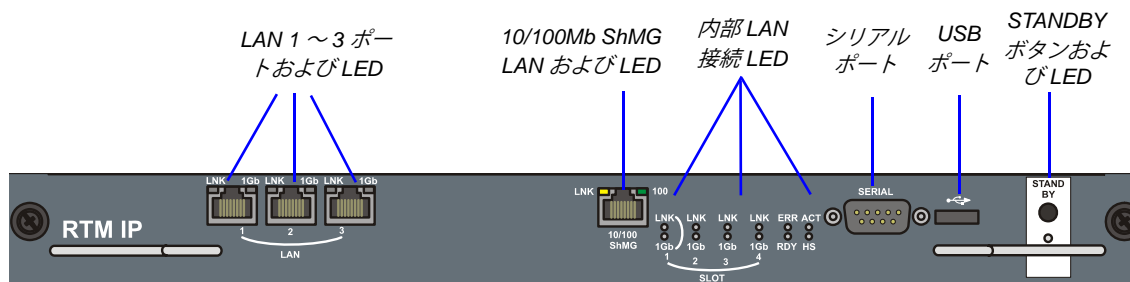 LAN 1 ～ 3 ポー
トおよび LED
10/100Mb ShMG
LAN および LED
内部 LAN
接続 LED
シリアル
ポート
USB
ポート
STANDBY
ボタンおよ
び LED
LNK 1Gb LNK 1Gb LNK 1Gb
LNK 100
SERIAL
STAND
BY
RTM IP
1 2 3
LAN
10/100
ShMG
LNK LNK LNK LNK ERR ACT
1Gb 1Gb 1Gb 1Gb RDY HS
1 2 3 4
SLOT